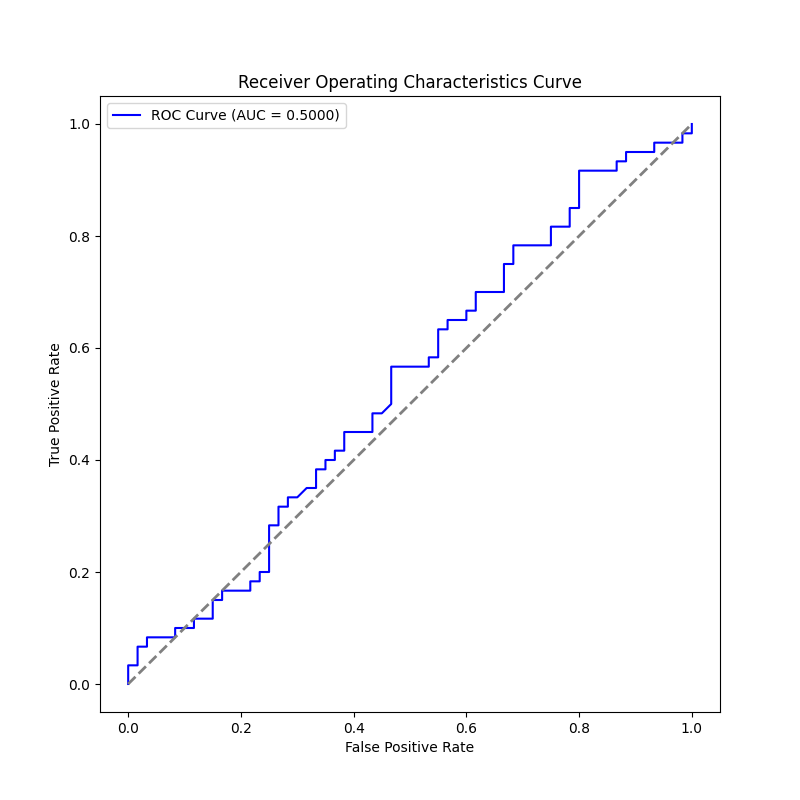 Receiver Operating Characteristics Curve
ROC Curve (AUC = 0.5000)
1.0
0.8
0.6
0.4
0.2
0.0
True Positive Rate
0.0 0.2 0.4 0.6 0.8 1.0
False Positive Rate